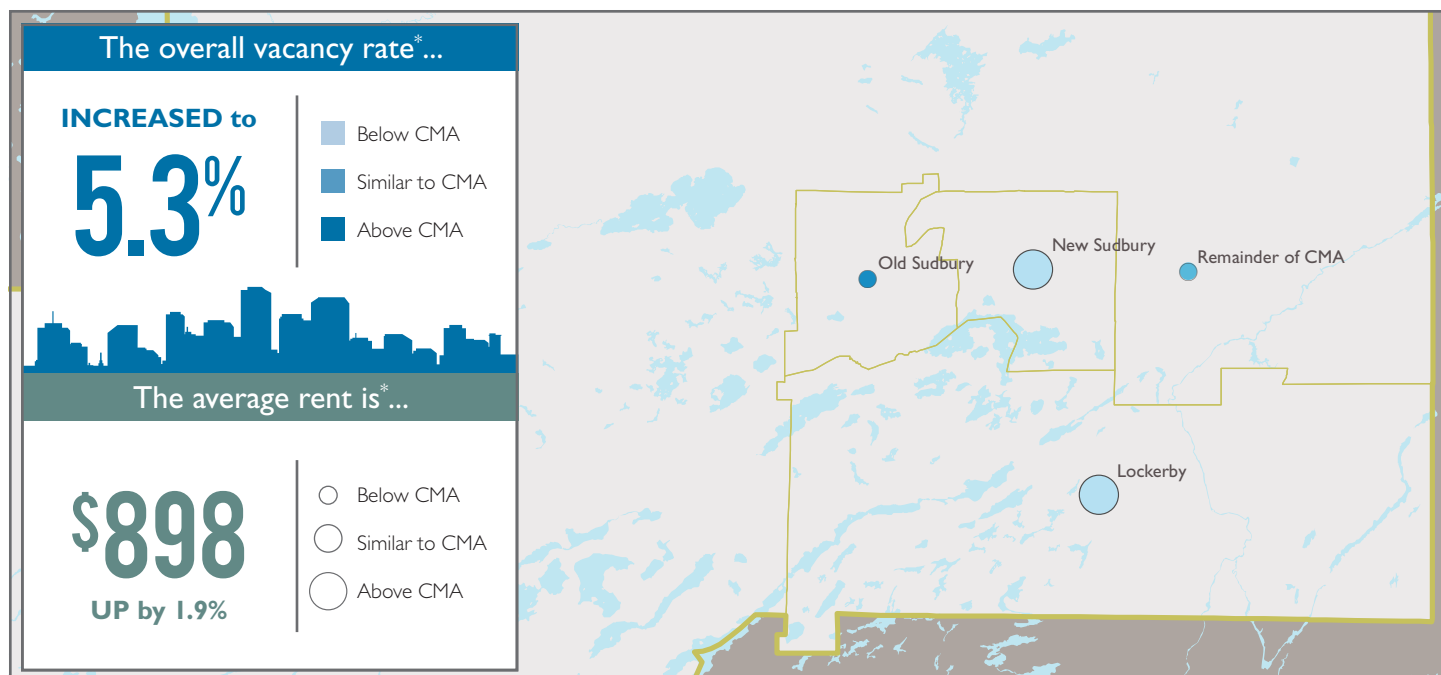 The overall vacancy rate*...
INCREASED to
5.3%
Below CMA
Similar to CMA
Above CMA
The average rent is*...
$898
UP by 1.9%
Below CMA
Similar to CMA
Above CMA
Old Sudbury
New Sudbury
Remainder of CMA
Lockerby